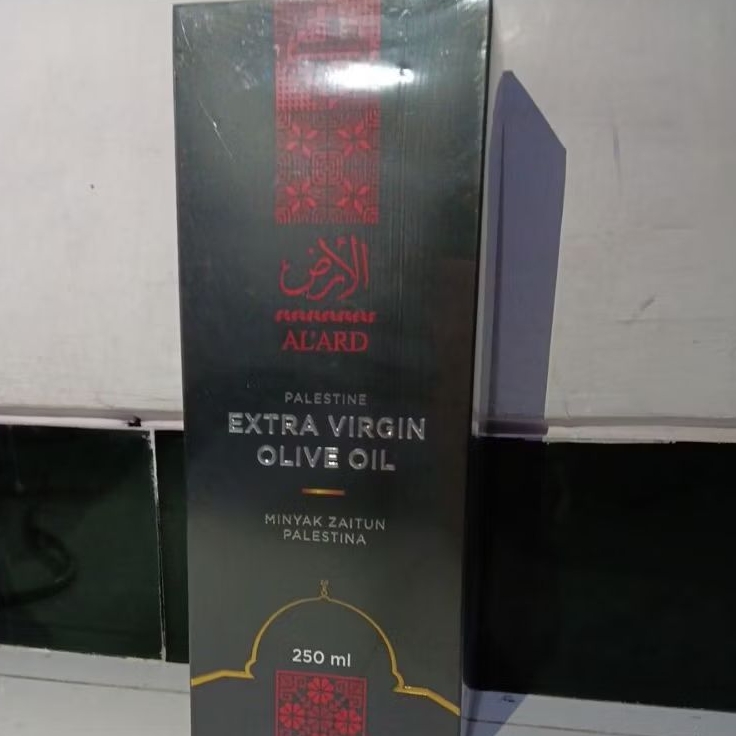 الأرض
AL'ARD
PALESTINE
EXTRA VIRGIN
OLIVE OIL
MINYAK ZAITUN
PALESTINA
250 ml